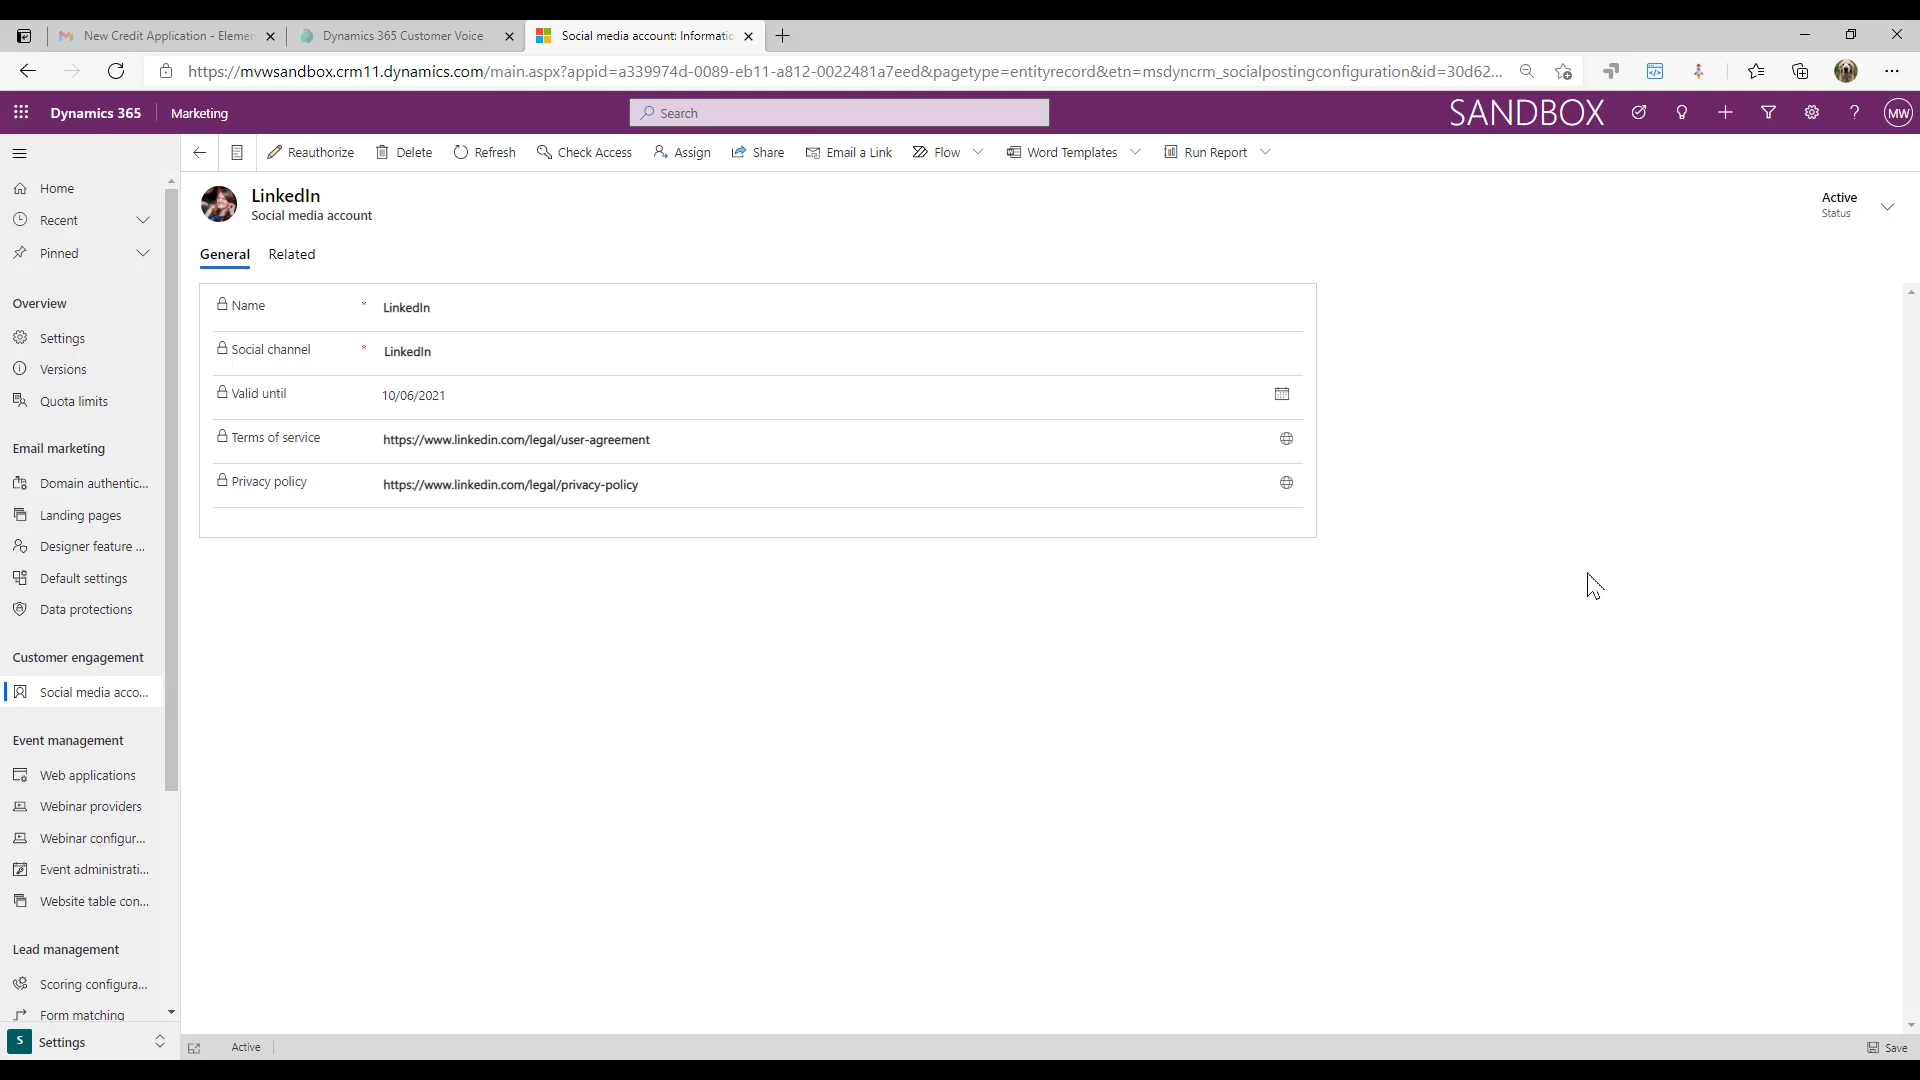 New Credit Application - Elemen
Dynamics 365 Customer Voice
Social media account: Informatic
https://mvwsandbox.crm11.dynamics.com/main.aspx?appid=a339974d-0089-eb11-a812-0022481a7eed&pagetype=entityrecord&etn=msdyncrm_socialpostingconfiguration&id=30d62...
Dynamics 365
Marketing
Search
SANDBOX
MW
Reauthorize
Delete
Refresh
Check Access
Assign
Share
Email a Link
Flow
Word Templates
Run Report
Home
Recent
Pinned
Overview
Settings
Versions
Quota limits
Email marketing
Domain authentic...
Landing pages
Designer feature ...
Default settings
Data protections
Customer engagement
Social media acco...
Event management
Web applications
Webinar providers
Webinar configur...
Event administrati...
Website table con...
Lead management
Scoring configura...
Form matching
S Settings
LinkedIn
Social media account
Active
Status
General
Related
Name * LinkedIn
Social channel * LinkedIn
Valid until 10/06/2021
Terms of service https://www.linkedin.com/legal/user-agreement
Privacy policy https://www.linkedin.com/legal/privacy-policy
Active
Save